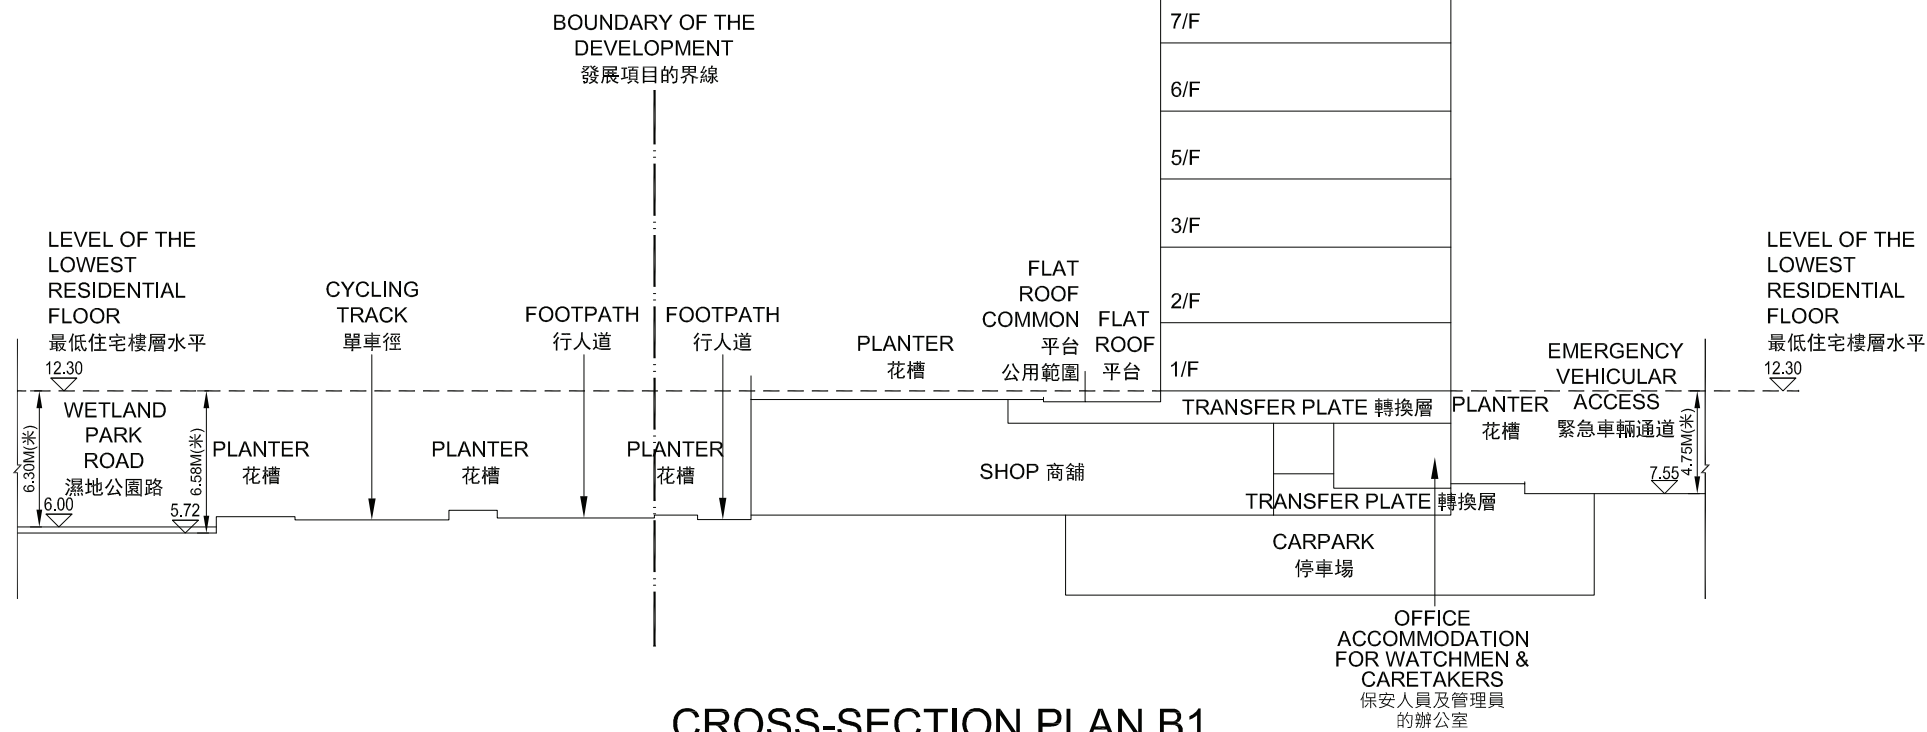 BOUNDARY OF THE
DEVELOPMENT
發展項目的界線
7/F
6/F
5/F
3/F
2/F
1/F
LEVEL OF THE
LOWEST
RESIDENTIAL
FLOOR
最低住宅樓層水平
12.30
CYCLING
TRACK
單車徑
FOOTPATH
行人道
FOOTPATH
行人道
PLANTER
花槽
FLAT
ROOF
COMMON
平台
公用範圍
FLAT
ROOF
平台
EMERGENCY
VEHICULAR
ACCESS
緊急車輛通道
LEVEL OF THE
LOWEST
RESIDENTIAL
FLOOR
最低住宅樓層水平
12.30
6.30M(米)
WETLAND
PARK
ROAD
濕地公園路
6.00
5.72
6.58M(米)
PLANTER
花槽
PLANTER
花槽
PLANTER
花槽
TRANSFER PLATE 轉換層
SHOP 商舖
TRANSFER PLATE 轉換層
PLANTER
花槽
7.55
4.75M(米)
CARPARK
停車場
OFFICE
ACCOMMODATION
FOR WATCHMEN &
CARETAKERS
保安人員及管理員
的辦公室
CROSS-SECTION PLAN B1